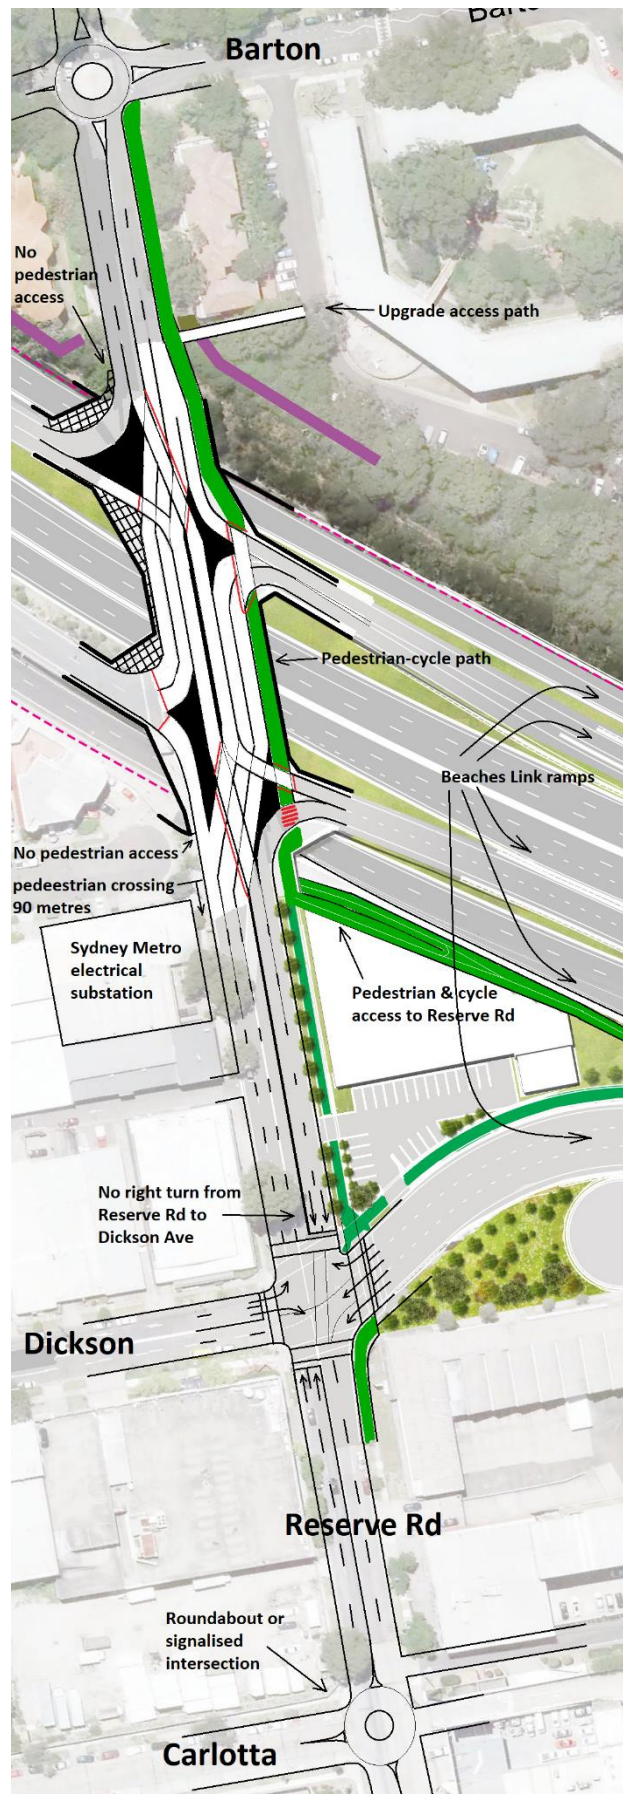 Barto
Barton
No
pedestrian
access
Upgrade access path
Pedestrian-cycle path
Beaches Link ramps
No pedestrian access
pedeestrian crossing
90 metres
Sydney Metro
electrical
substation
Pedestrian & cycle
access to Reserve Rd
No right turn from
Reserve Rd to
Dickson Ave
Dickson
Reserve Rd
Roundabout or
signalised
intersection
Carlotta